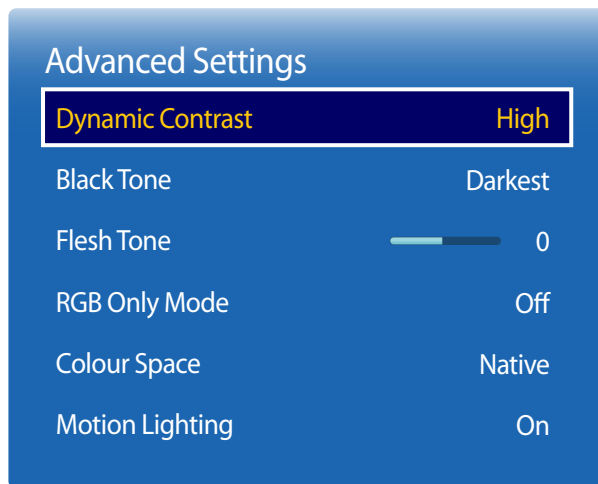 Advanced Settings
Dynamic Contrast High
Black Tone Darkest
Flesh Tone 0
RGB Only Mode Off
Colour Space Native
Motion Lighting On